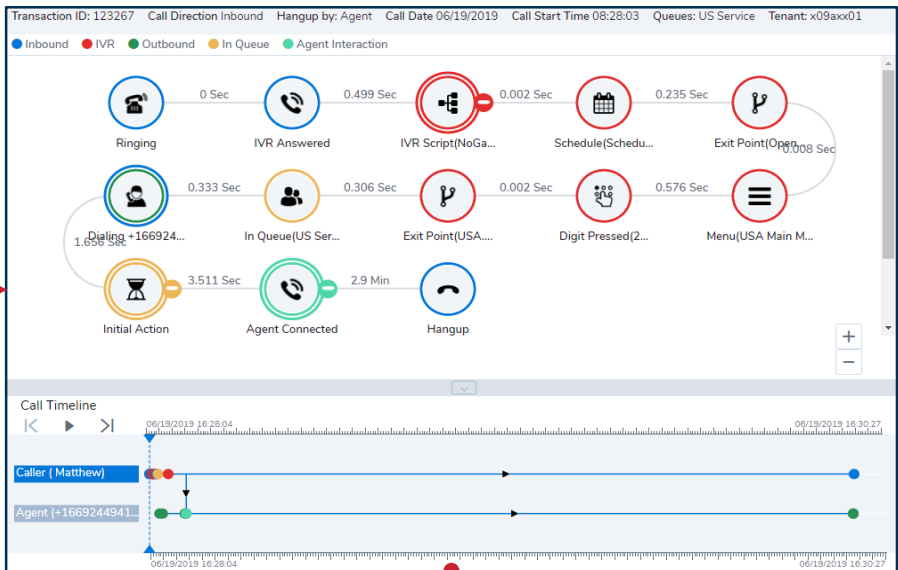 Transaction ID: 123267 Call Direction Inbound Hangup by: Agent Call Date 06/19/2019 Call Start Time 08:28:03 Queues: US Service Tenant: x09axx01
Inbound IVR Outbound In Queue Agent Interaction
0 Sec 0.499 Sec 0.002 Sec 0.235 Sec
Ringing IVR Answered IVR Script(NoGa... Schedule(Schedu... Exit Point(Open...
0.008 Sec
0.333 Sec 0.306 Sec 0.002 Sec 0.576 Sec
Dialing +166924... In Queue(US Ser... Exit Point(USA.... Digit Pressed(2... Menu(USA Main M...
1.656 Sec
3.511 Sec 2.9 Min
Initial Action Agent Connected Hangup
Call Timeline
06/19/2019 16:28:04 06/19/2019 16:30:27
Caller ( Matthew)
Agent (+1669244941...
06/19/2019 16:28:04 06/19/2019 16:30:27